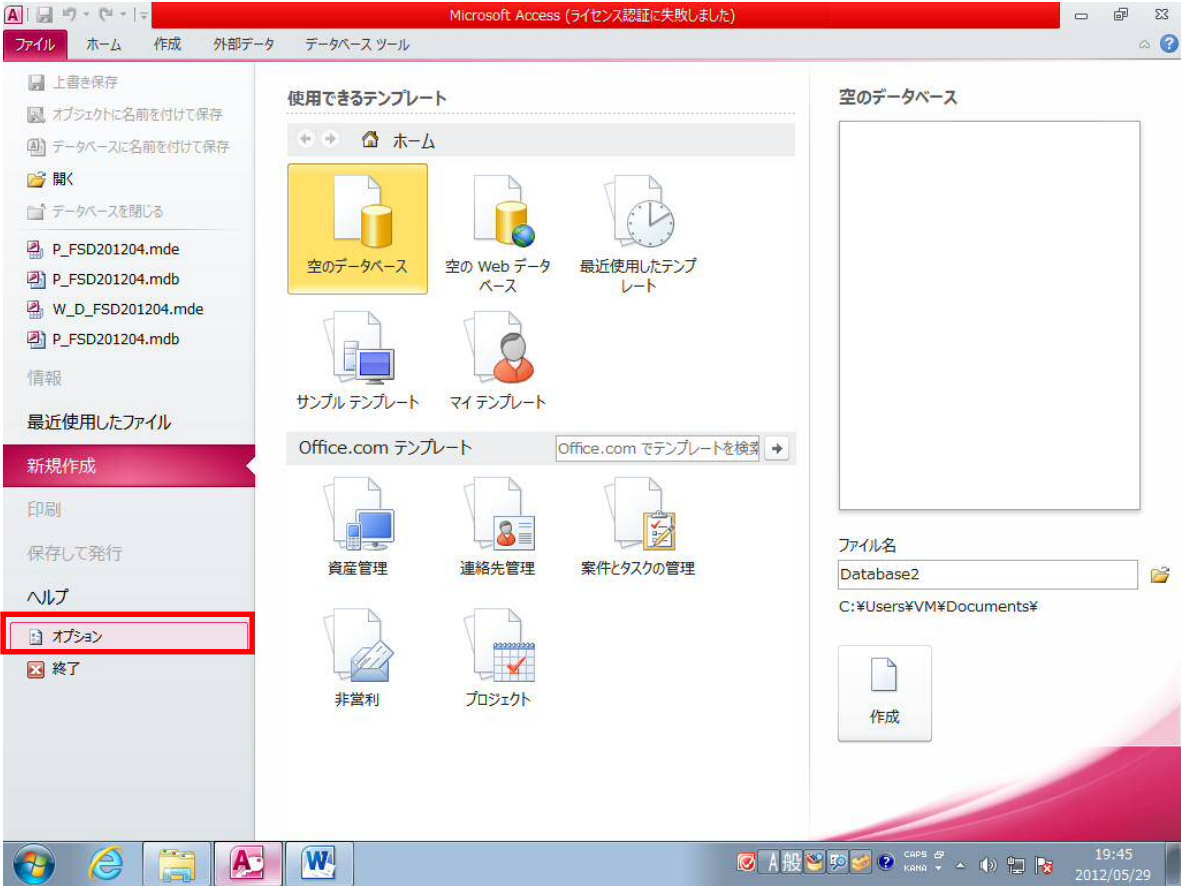 Microsoft Access (ライセンス認証に失敗しました)
ファイル ホーム 作成 外部データ データベース ツール
上書き保存
オブジェクトに名前を付けて保存
データベースに名前を付けて保存
開く
データベースを閉じる
P_FSD201204.mde
P_FSD201204.mdb
W_D_FSD201204.mde
P_FSD201204.mdb
情報
最近使用したファイル
新規作成
印刷
保存して発行
ヘルプ
オプション
終了
使用できるテンプレート
ホーム
空のデータベース
空の Web データ
ベース
最近使用したテンプ
レート
サンプル テンプレート
マイ テンプレート
Office.com テンプレート
Office.com でテンプレートを検索
資産管理
連絡先管理
案件とタスクの管理
非営利
プロジェクト
空のデータベース
ファイル名
Database2
C:¥Users¥VM¥Documents¥
作成
A 般
CAPS
KANA
19:45
2012/05/29